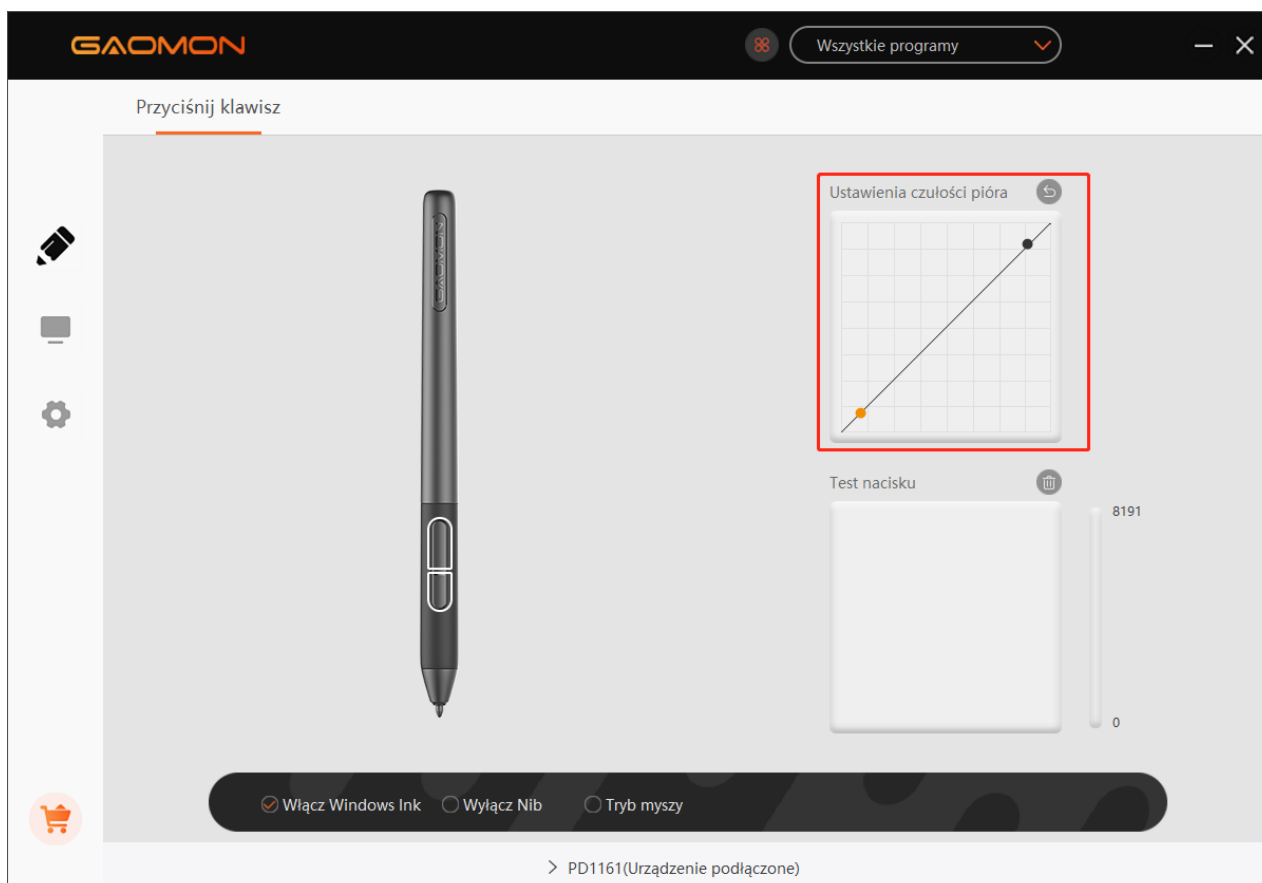 GAOMON
Wszystkie programy
Przyciśnij klawisz
Ustawienia czułości pióra
GAOMON
Test nacisku
8191
0
Włącz Windows Ink
Wyłącz Nib
Tryb myszy
PD1161(Urządzenie podłączone)